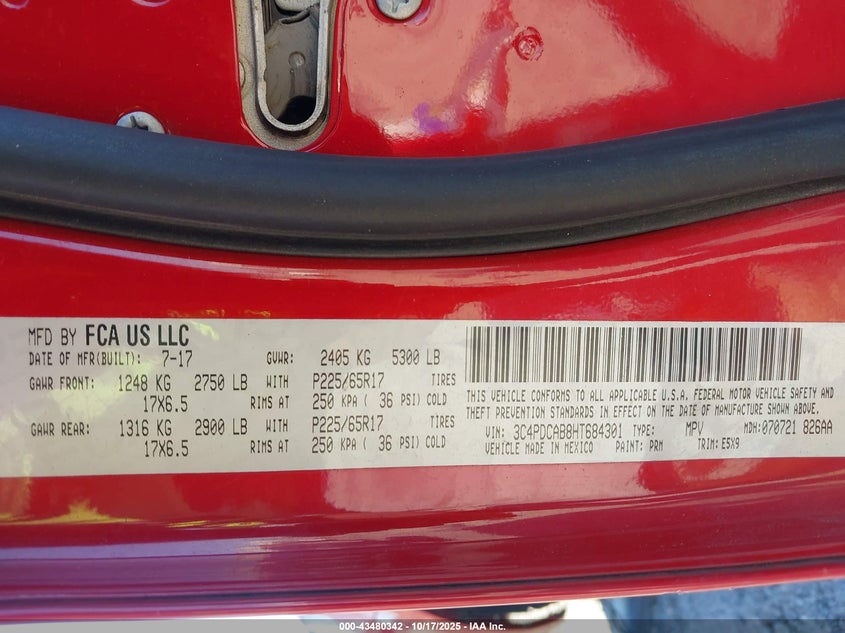 MFD BY FCA US LLC
DATE OF MFR(BUILT): 7-17 GVWR: 2405 KG 5300 LB
GAWR FRONT: 1248 KG 2750 LB WITH P225/65R17 TIRES
17X6.5 RIMS AT 250 KPA ( 36 PSI) COLD
GAWR REAR: 1316 KG 2900 LB WITH P225/65R17 TIRES
17X6.5 RIMS AT 250 KPA ( 36 PSI) COLD
THIS VEHICLE CONFORMS TO ALL APPLICABLE U.S.A. FEDERAL MOTOR VEHICLE SAFETY AND
THEFT PREVENTION STANDARDS IN EFFECT ON THE DATE OF MANUFACTURE SHOWN ABOVE.
VIN: 3C4PDCAB8HT684301 TYPE: MPV MDH: 070721 826AA
VEHICLE MADE IN MEXICO PAINT: PRM TRIM: E5X9
000-43480342 - 10/17/2025 - IAA Inc.